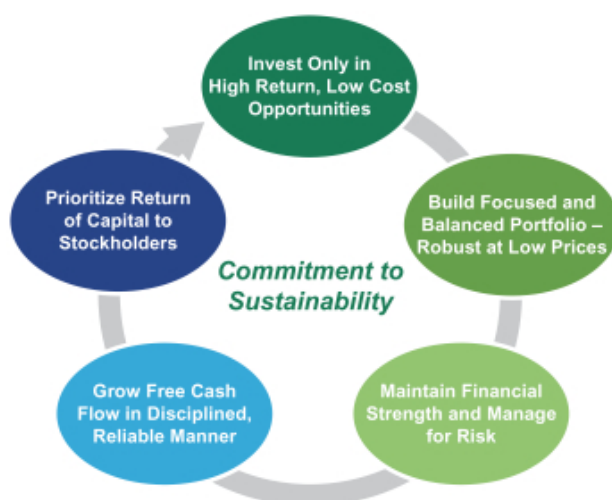 Invest Only in
High Return, Low Cost
Opportunities
Build Focused and
Balanced Portfolio –
Robust at Low Prices
Maintain Financial
Strength and Manage
for Risk
Grow Free Cash
Flow in Disciplined,
Reliable Manner
Prioritize Return
of Capital to
Stockholders
Commitment to
Sustainability